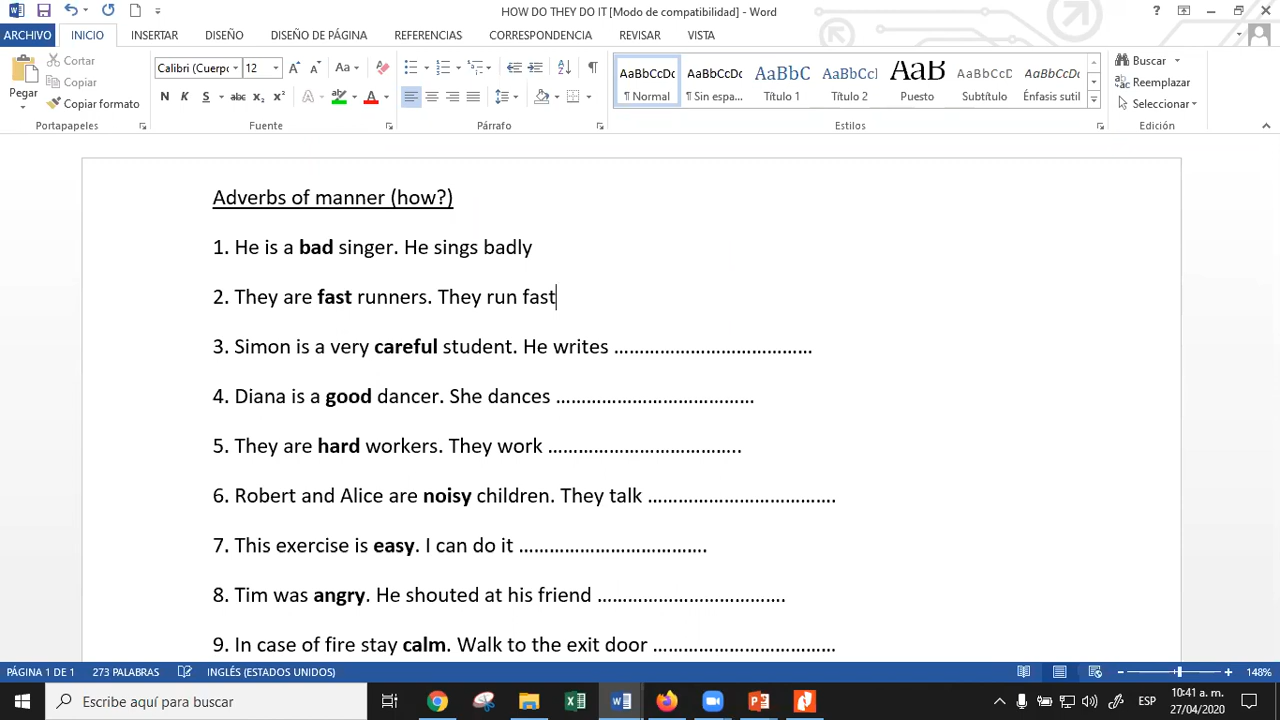 HOW DO THEY DO IT [Modo de compatibilidad] - Word
ARCHIVO INICIO INSERTAR DISEÑO DISEÑO DE PÁGINA REFERENCIAS CORRESPONDENCIA REVISAR VISTA
Pegar Cortar
Copiar
Copiar formato
Portapapeles
Calibri (Cuerpo 12
N K S abc x₂ x²
Fuente
Párrafo
AaBbCcDc AaBbCcDc AaBbC AaBbCcI AaB AaBbCcD AaBbCcDc
¶ Normal ¶ Sin espa... Título 1 Título 2 Puesto Subtítulo Énfasis sutil
Estilos
Buscar
Reemplazar
Seleccionar
Edición
Adverbs of manner (how?)
1. He is a bad singer. He sings badly
2. They are fast runners. They run fast
3. Simon is a very careful student. He writes …………………………………
4. Diana is a good dancer. She dances …………………………………
5. They are hard workers. They work ………………………………..
6. Robert and Alice are noisy children. They talk ……………………………….
7. This exercise is easy. I can do it ……………………………….
8. Tim was angry. He shouted at his friend ……………………………….
9. In case of fire stay calm. Walk to the exit door ………………………………
PÁGINA 1 DE 1 273 PALABRAS INGLÉS (ESTADOS UNIDOS) 148%
Escribe aquí para buscar
ESP
10:41 a. m.
27/04/2020